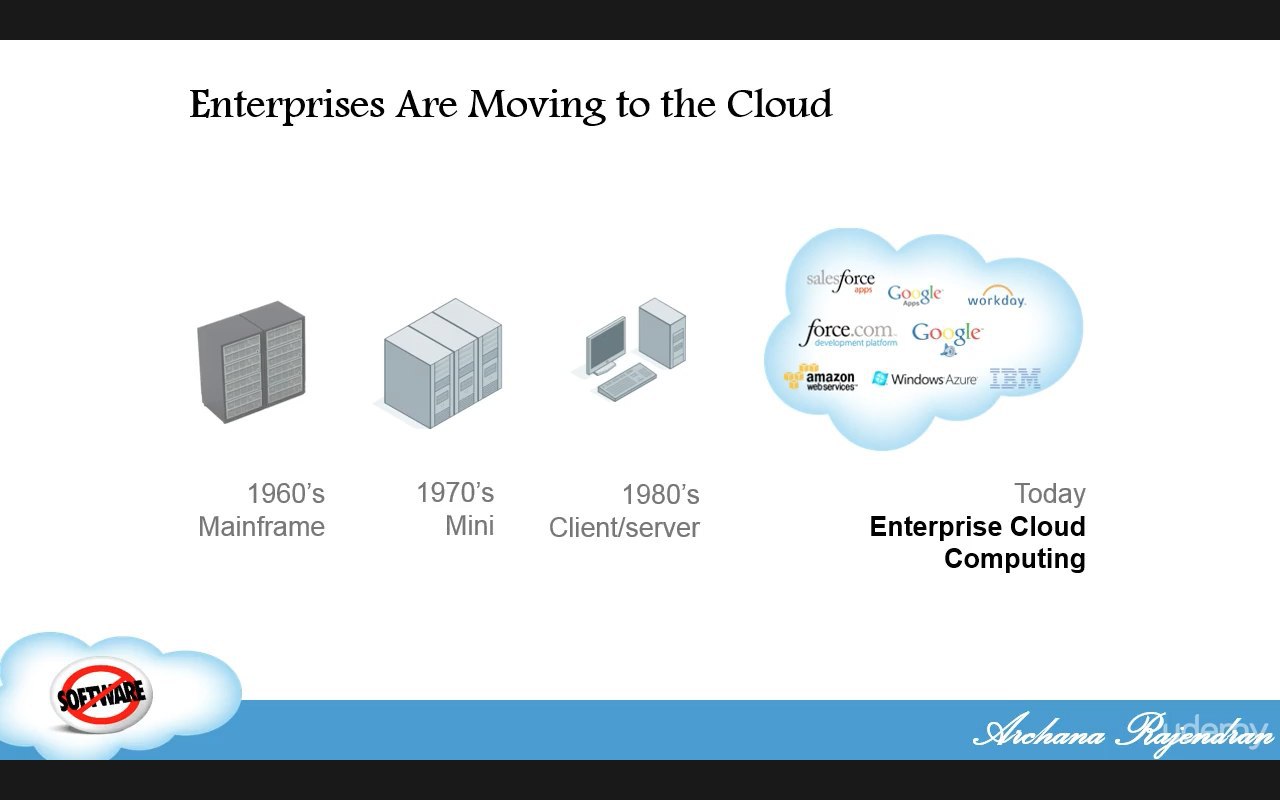 Enterprises Are Moving to the Cloud
salesforce
apps
Google
Apps
workday.
force.com
development platform
Google
amazon
web services
Windows Azure
IBM
1960's
Mainframe
1970's
Mini
1980's
Client/server
Today
Enterprise Cloud
Computing
SOFTWARE
Archana Rajendran
udemy